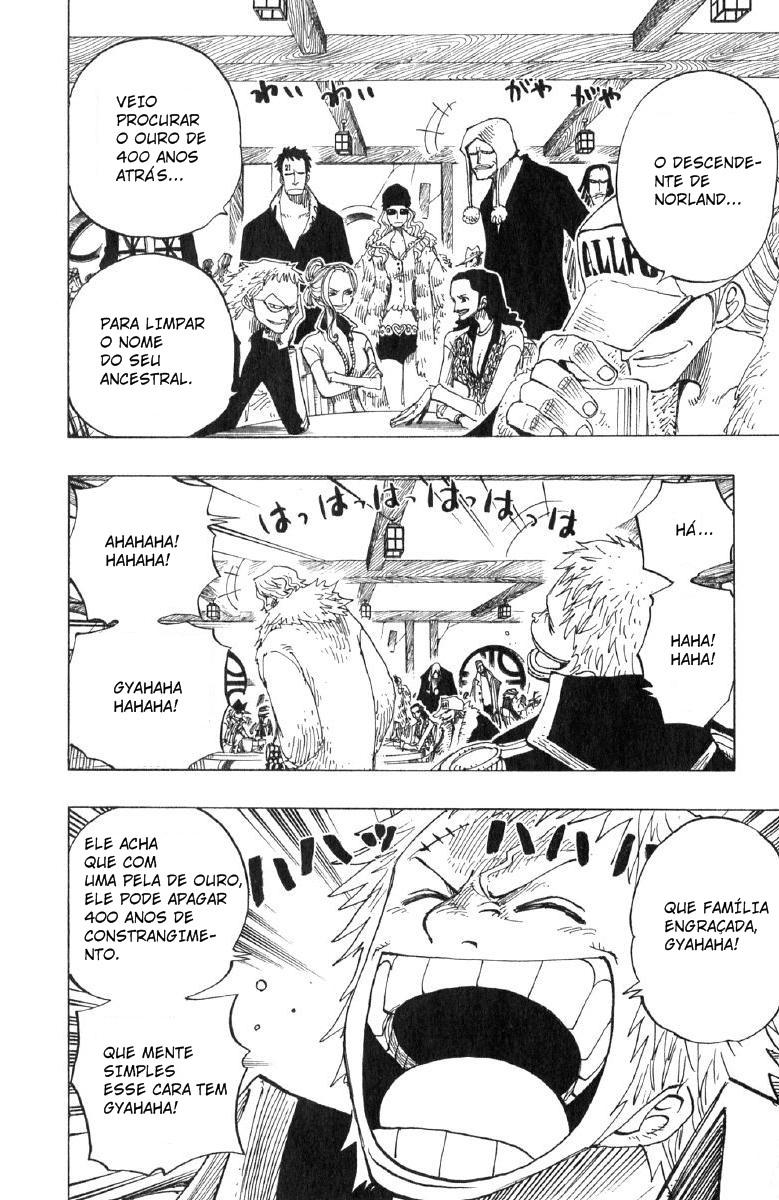 わい
わい
がや
がや
O DESCENDE-
NTE DE
NORLAND...
VEIO
PROCURAR
O OURO DE
400 ANOS
ATRÁS...
21
PARA LIMPAR
O NOME
DO SEU
ANCESTRAL.
はっはっはっはっはっは
HÁ...
HAHA!
HAHA!
AHAHAHA!
HAHAHA!
GYAHAHA
HAHAHA!
ハハハッ
ハハ
QUE FAMÍLIA
ENGRAÇADA,
GYAHAHA!
ELE ACHA
QUE COM
UMA PELA DE OURO,
ELE PODE APAGAR
400 ANOS DE
CONSTRANGIME-
NTO.
QUE MENTE
SIMPLES
ESSE CARA TEM
GYAHAHA!